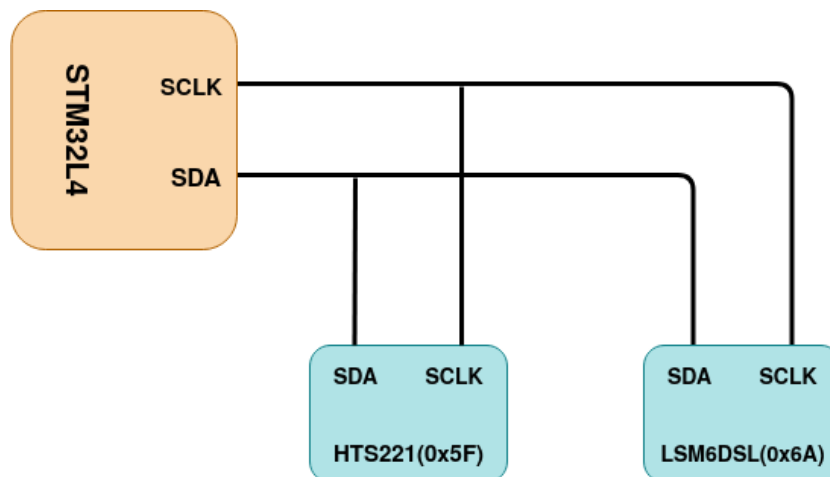 STM32L4
SCLK
SDA
SDA
SCLK
HTS221(0x5F)
SDA
SCLK
LSM6DSL(0x6A)